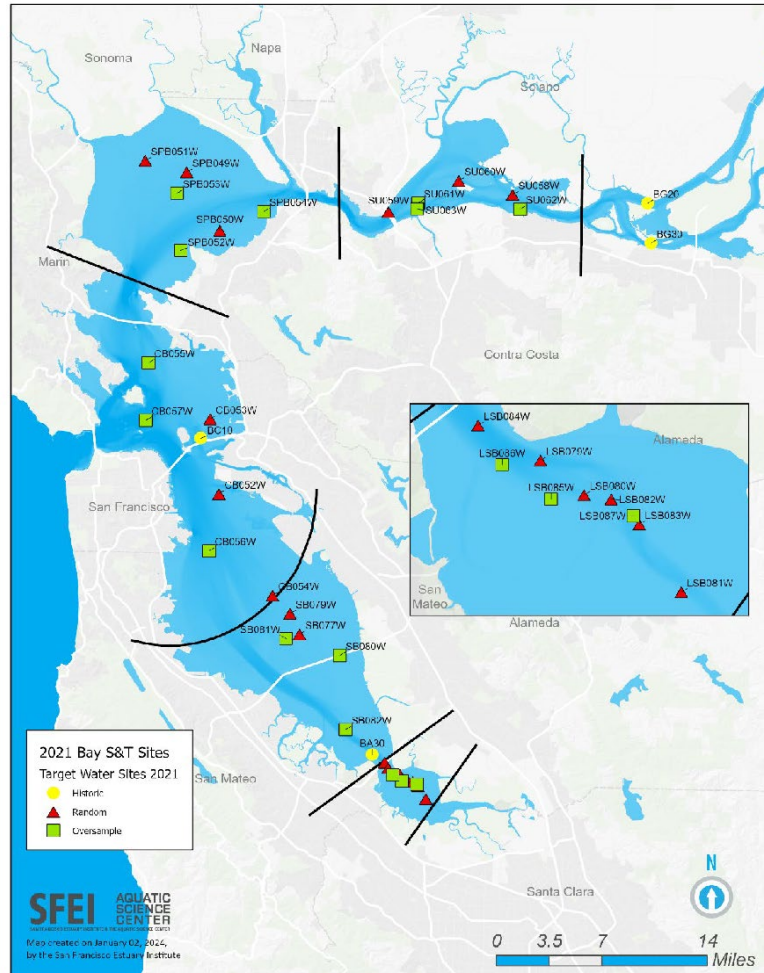 Sonoma
Napa
Solano
SPB051W
SPB049W
SPB053W
SPB054W
SPB050W
SPB052W
SU060W
SU058W
SU061W
SU059W
SU063W
SU062W
BG20
BG30
Marin
Contra Costa
CB055W
CB057W
CB053W
BC10
San Francisco
CB052W
CB056W
CB054W
SB079W
SB077W
SB081W
SB080W
SB082W
BA30
LSB084W
Alameda
LSB079W
LSB086W
LSB080W
LSB085W
LSB082W
LSB087W
LSB083W
San
Mateo
LSB081W
Alameda
San Mateo
Santa Clara
2021 Bay S&T Sites
Target Water Sites 2021
Historic
Random
Oversample
SFEI
AQUATIC
SCIENCE
CENTER
Map created on January 02, 2024,
by the San Francisco Estuary Institute
N
0 3.5 7 14
Miles